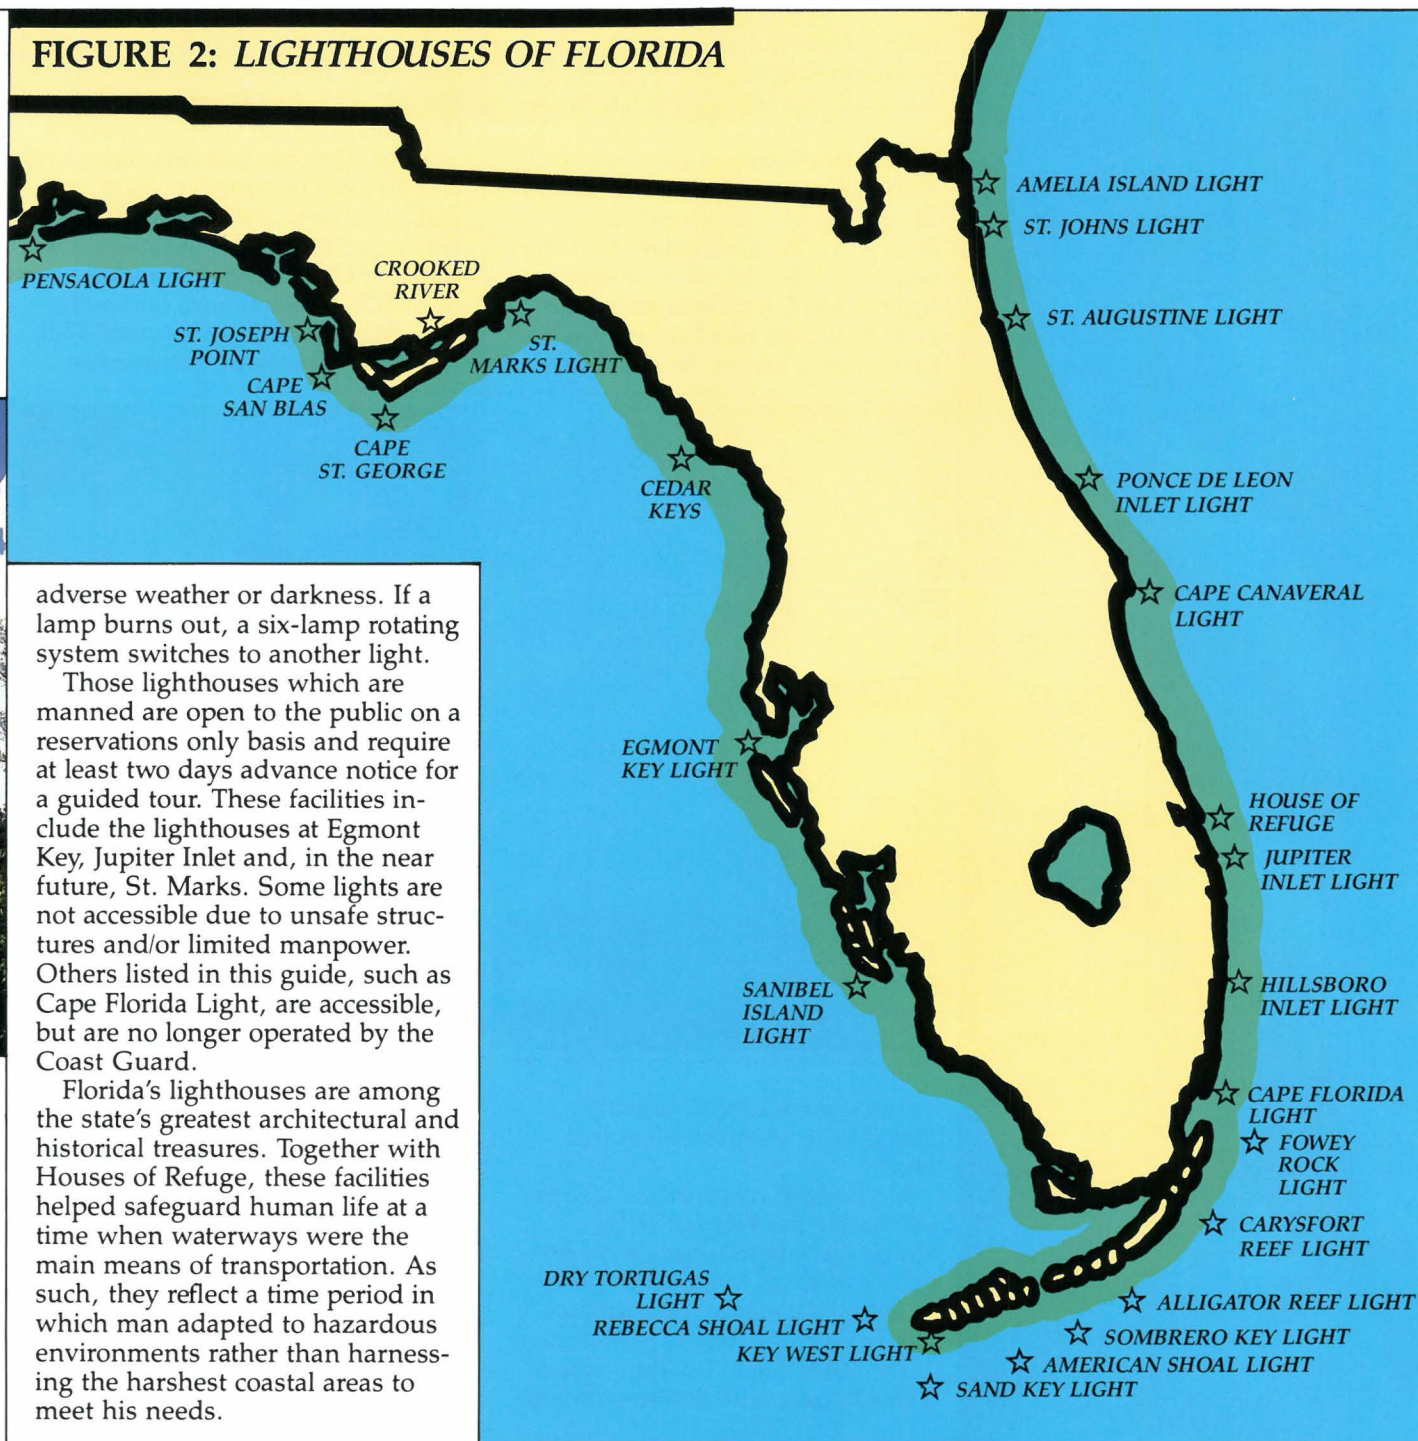 FIGURE 2: LIGHTHOUSES OF FLORIDA
AMELIA ISLAND LIGHT
ST. JOHNS LIGHT
PENSACOLA LIGHT
CROOKED
RIVER
ST. JOSEPH
POINT
ST.
MARKS LIGHT
ST. AUGUSTINE LIGHT
CAPE
SAN BLAS
CAPE
ST. GEORGE
CEDAR
KEYS
PONCE DE LEON
INLET LIGHT
CAPE CANAVERAL
LIGHT
EGMONT
KEY LIGHT
HOUSE OF
REFUGE
JUPITER
INLET LIGHT
SANIBEL
ISLAND
LIGHT
HILLSBORO
INLET LIGHT
CAPE FLORIDA
LIGHT
FOWEY
ROCK
LIGHT
CARYSFORT
REEF LIGHT
DRY TORTUGAS
LIGHT
REBECCA SHOAL LIGHT
KEY WEST LIGHT
ALLIGATOR REEF LIGHT
SOMBRERO KEY LIGHT
AMERICAN SHOAL LIGHT
SAND KEY LIGHT
adverse weather or darkness. If a
lamp burns out, a six-lamp rotating
system switches to another light.
Those lighthouses which are
manned are open to the public on a
reservations only basis and require
at least two days advance notice for
a guided tour. These facilities in-
clude the lighthouses at Egmont
Key, Jupiter Inlet and, in the near
future, St. Marks. Some lights are
not accessible due to unsafe struc-
tures and/or limited manpower.
Others listed in this guide, such as
Cape Florida Light, are accessible,
but are no longer operated by the
Coast Guard.
Florida's lighthouses are among
the state's greatest architectural and
historical treasures. Together with
Houses of Refuge, these facilities
helped safeguard human life at a
time when waterways were the
main means of transportation. As
such, they reflect a time period in
which man adapted to hazardous
environments rather than harness-
ing the harshest coastal areas to
meet his needs.